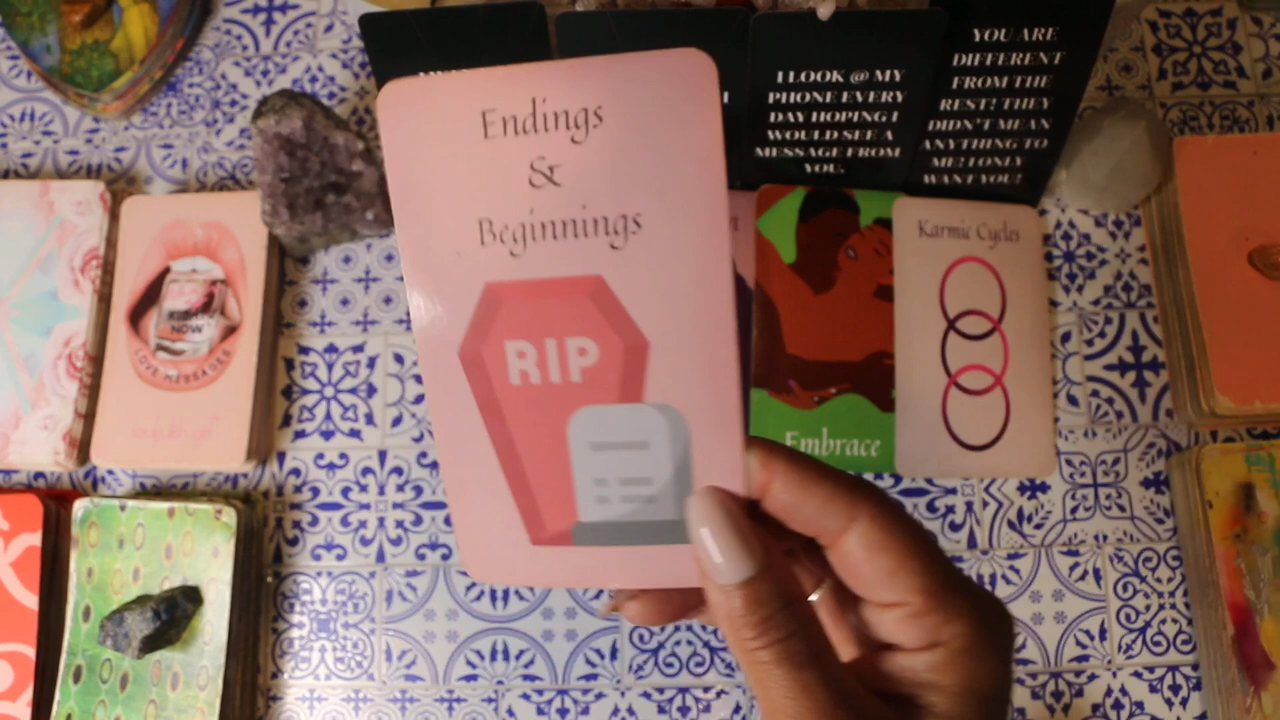 I LOOK @ MY
PHONE EVERY
DAY HOPING I
WOULD SEE A
MESSAGE FROM
YOU.
YOU ARE
DIFFERENT
FROM THE
REST! THEY
DIDN'T MEAN
ANYTHING TO
ME! I ONLY
WANT YOU!
Endings
&
Beginnings
RIP
Embrace
Karmic Cycles
NOW
LOVE MESSAGES